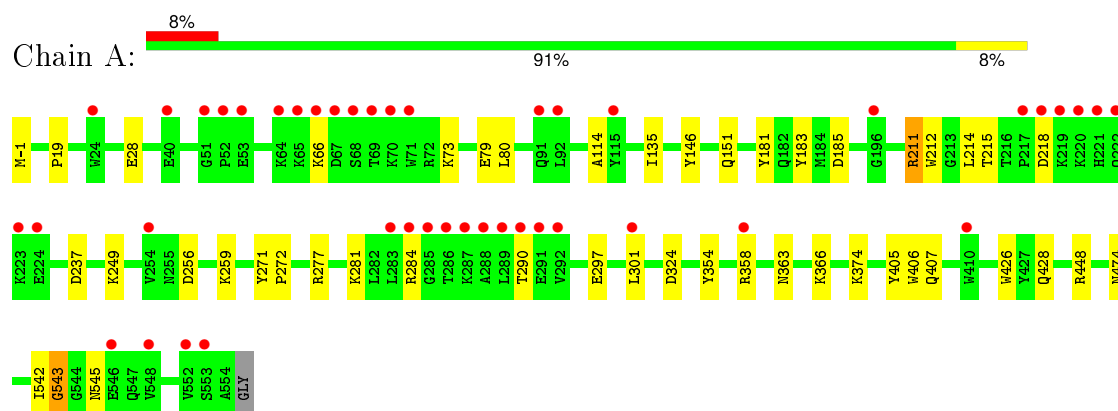 8%
Chain A:
91% 8%
M-1 P19 W24 E28 E40 G51 P52 E53 K64 K65 K66 D67 S68 T69 K70 W71 R72 K73 E79 L80 Q91 L92 A114 Y115 I135 Y146 Q151 Y181 Q182 Y183 M184 D185 G196 R211 W212 G213 L214 T215 T216 P217 D218 K219 K220 H221
K223 E224 D237 K249 V254 N255 D256 K259 Y271 P272 R277 K281 L282 L283 R284 G285 T286 K287 A288 L289 T290 E291 V292 E297 L301 D324 Y354 R358 N363 K366 K374 Y405 W406 Q407 W410 W426 Y427 Q428 R448 N474
I542 G543 G544 N545 E546 Q547 V548 V552 S553 A554 GLY